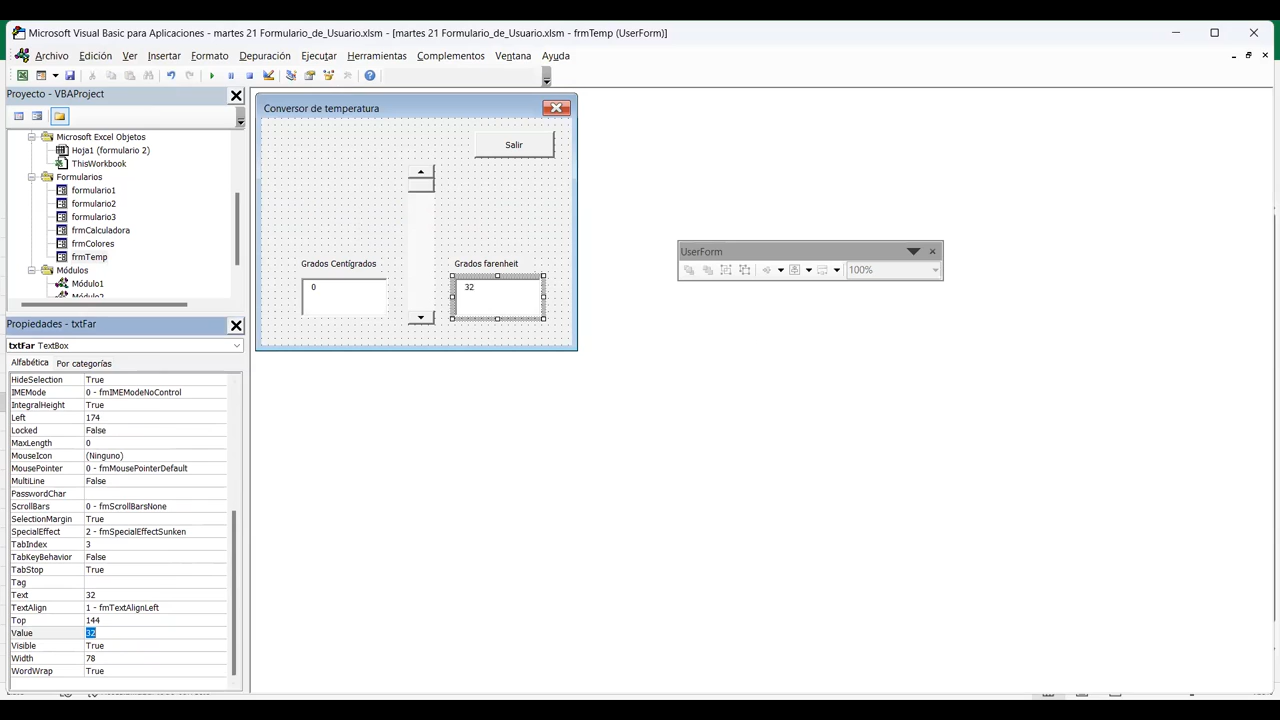 Microsoft Visual Basic para Aplicaciones - martes 21 Formulario_de_Usuario.xlsm - [martes 21 Formulario_de_Usuario.xlsm - frmTemp (UserForm)]
Archivo Edición Ver Insertar Formato Depuración Ejecutar Herramientas Complementos Ventana Ayuda
Proyecto - VBAProject
Microsoft Excel Objetos
Hoja1 (formulario 2)
ThisWorkbook
Formularios
formulario1
formulario2
formulario3
frmCalculadora
frmColores
frmTemp
Módulos
Módulo1
Módulo2
Propiedades - txtFar
txtFar TextBox
Alfabética Por categorías
HideSelection True
IMEMode 0 - fmIMEModeNoControl
IntegralHeight True
Left 174
Locked False
MaxLength 0
MouseIcon (Ninguno)
MousePointer 0 - fmMousePointerDefault
MultiLine False
PasswordChar
ScrollBars 0 - fmScrollBarsNone
SelectionMargin True
SpecialEffect 2 - fmSpecialEffectSunken
TabIndex 3
TabKeyBehavior False
TabStop True
Tag
Text 32
TextAlign 1 - fmTextAlignLeft
Top 144
Value 32
Visible True
Width 78
WordWrap True
Conversor de temperatura
Salir
Grados Centígrados
Grados farenheit
0
32
UserForm
100%